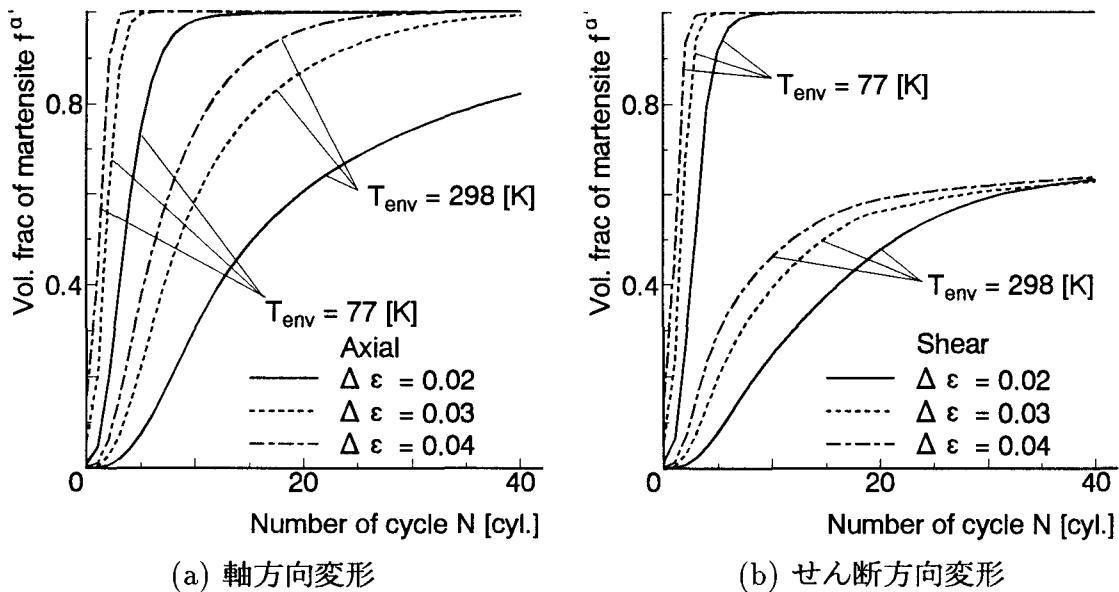 Vol. frac of martensite f^α'
0.8
0.4
0
20
40
T_env = 298 [K]
T_env = 77 [K]
Axial
Δ ε = 0.02
Δ ε = 0.03
Δ ε = 0.04
Number of cycle N [cyl.]
(a) 軸方向変形
Vol. frac of martensite f^α'
0.8
0.4
0
20
40
T_env = 77 [K]
T_env = 298 [K]
Shear
Δ ε = 0.02
Δ ε = 0.03
Δ ε = 0.04
Number of cycle N [cyl.]
(b) せん断方向変形